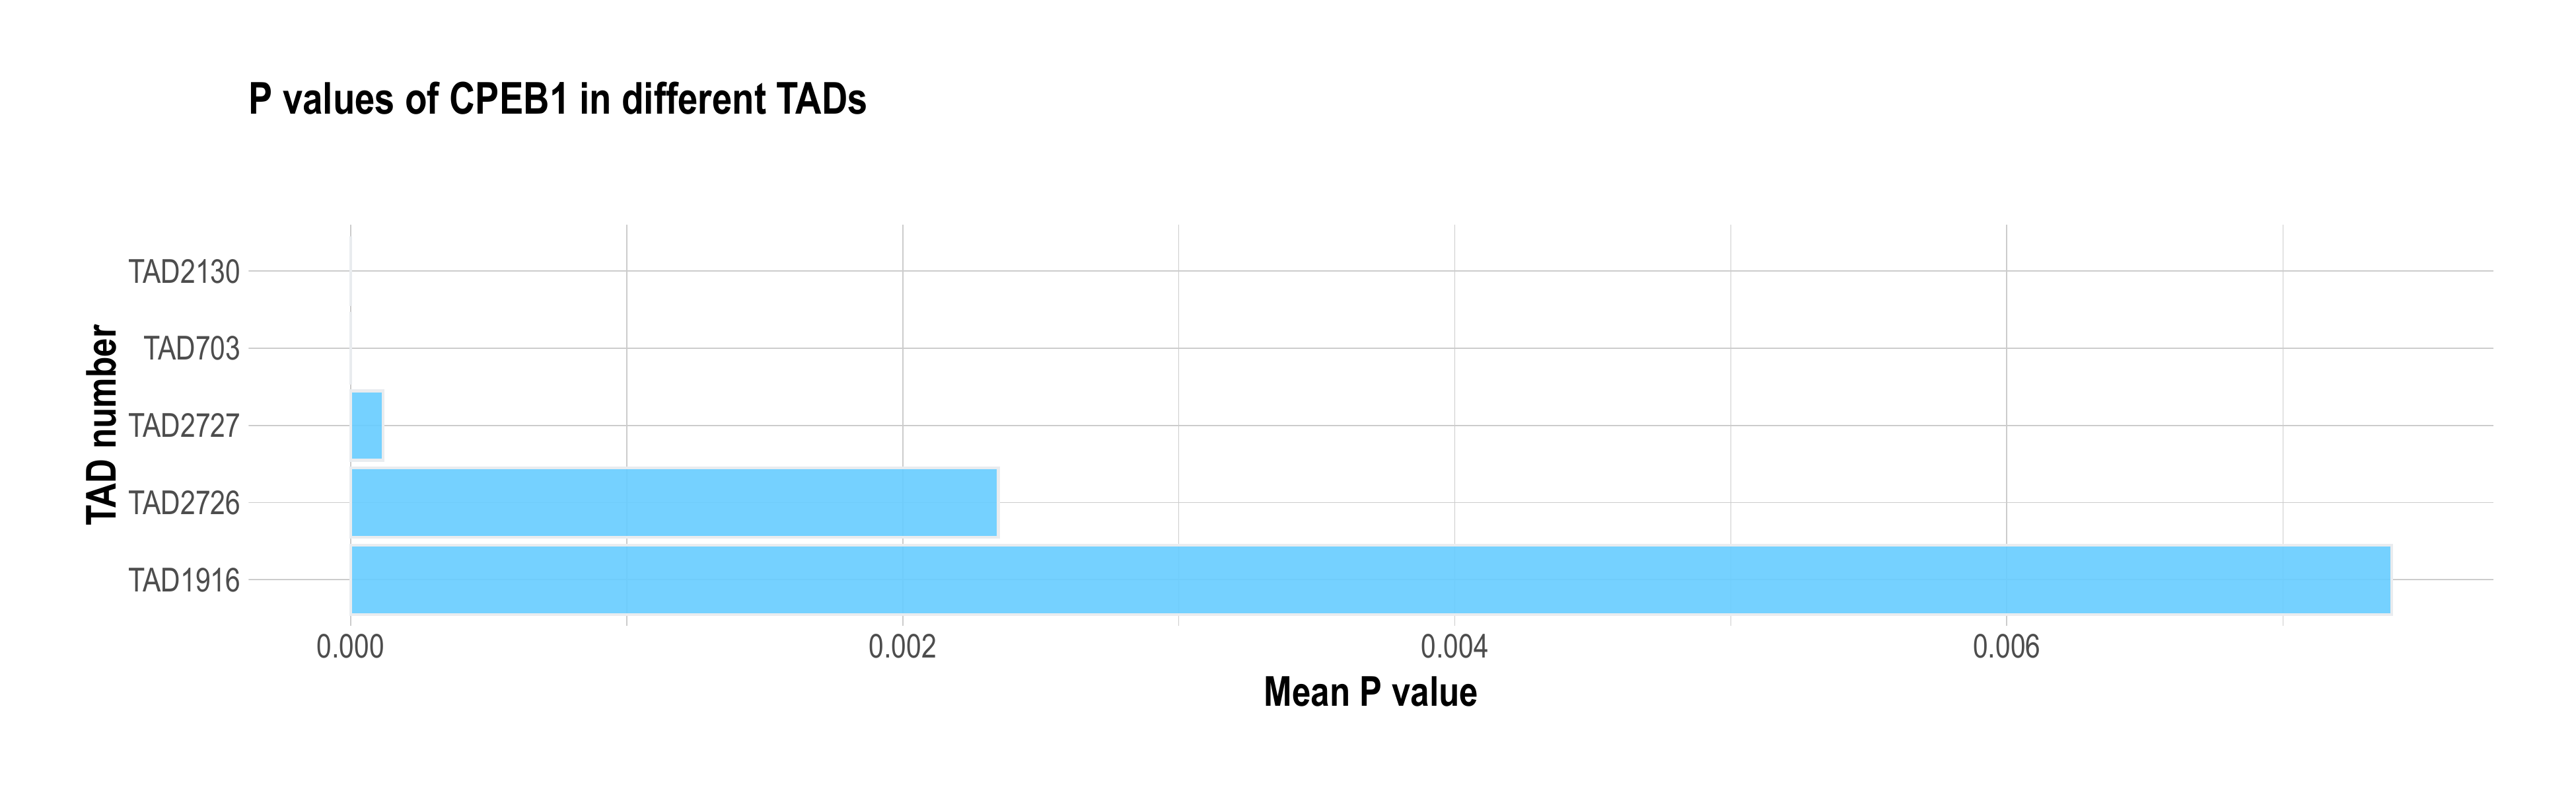 P values of CPEB1 in different TADs
TAD number
TAD2130
TAD703
TAD2727
TAD2726
TAD1916
0.000 0.002 0.004 0.006
Mean P value